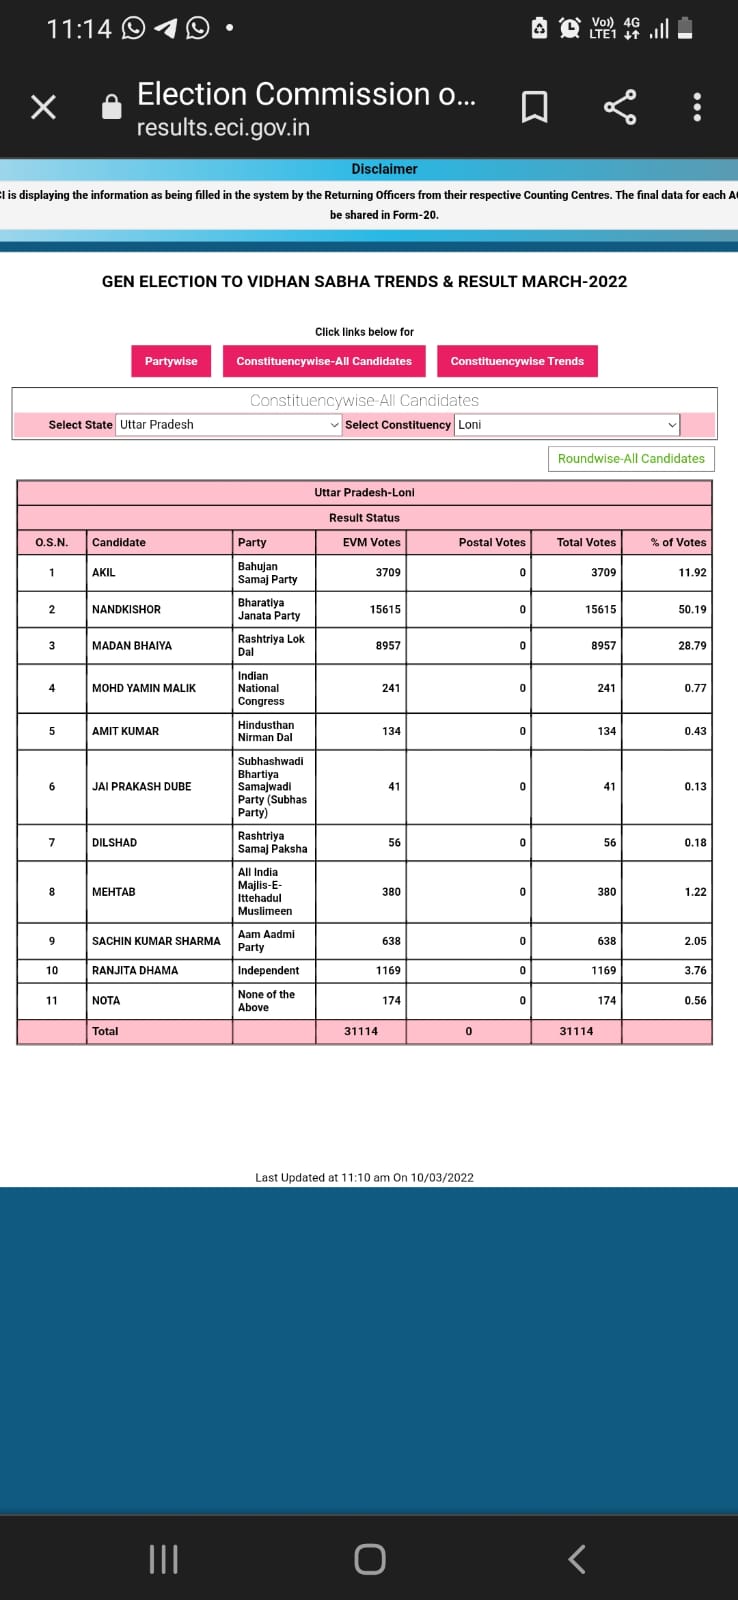 11:14
Vo)) 4G
LTE1
Election Commission o...
results.eci.gov.in
Disclaimer
is displaying the information as being filled in the system by the Returning Officers from their respective Counting Centres. The final data for each
be shared in Form-20.
GEN ELECTION TO VIDHAN SABHA TRENDS & RESULT MARCH-2022
Click links below for
Partywise Constituencywise-All Candidates Constituencywise Trends
Constituencywise-All Candidates
Select State Uttar Pradesh Select Constituency Loni
Roundwise-All Candidates
Uttar Pradesh-Loni
Result Status
O.S.N. Candidate Party EVM Votes Postal Votes Total Votes % of Votes
1 AKIL Bahujan Samaj Party 3709 0 3709 11.92
2 NANDKISHOR Bharatiya Janata Party 15615 0 15615 50.19
3 MADAN BHAIYA Rashtriya Lok Dal 8957 0 8957 28.79
4 MOHD YAMIN MALIK Indian National Congress 241 0 241 0.77
5 AMIT KUMAR Hindusthan Nirman Dal 134 0 134 0.43
6 JAI PRAKASH DUBE Subhashwadi Bhartiya Samajwadi Party (Subhas Party) 41 0 41 0.13
7 DILSHAD Rashtriya Samaj Paksha 56 0 56 0.18
8 MEHTAB All India Majlis-E-Ittehadul Muslimeen 380 0 380 1.22
9 SACHIN KUMAR SHARMA Aam Aadmi Party 638 0 638 2.05
10 RANJITA DHAMA Independent 1169 0 1169 3.76
11 NOTA None of the Above 174 0 174 0.56
Total 31114 0 31114
Last Updated at 11:10 am On 10/03/2022